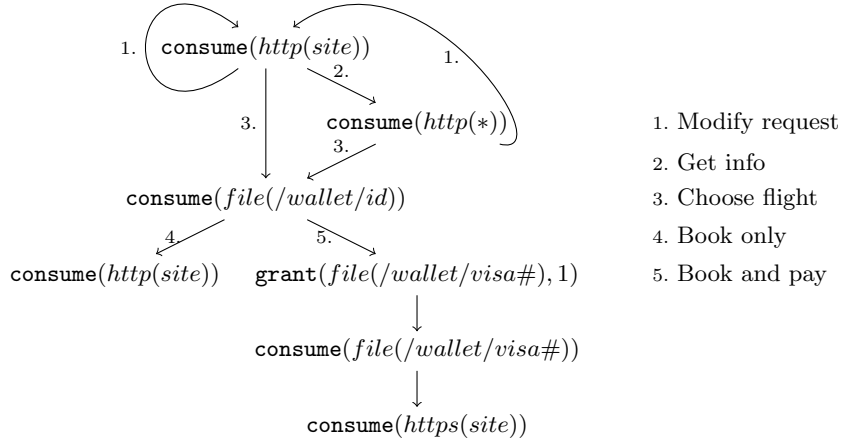 1. consume(http(site)) 1.
2.
3. consume(http(∗)) 1. Modify request
3. 2. Get info
consume(file(/wallet/id)) 3. Choose flight
4. 5. 4. Book only
consume(http(site)) grant(file(/wallet/visa#), 1) 5. Book and pay
consume(file(/wallet/visa#))
consume(https(site))